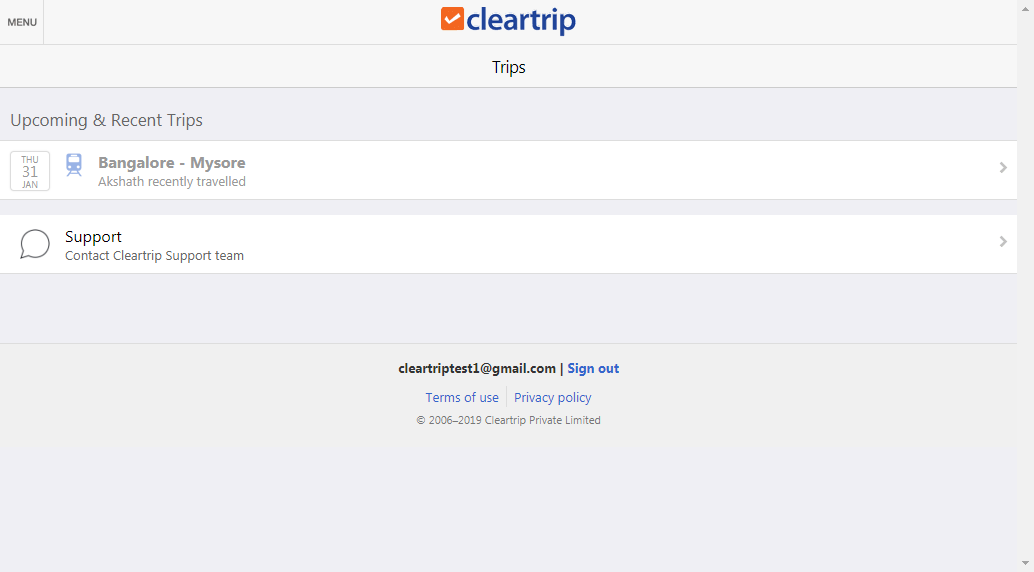 MENU
cleartrip
Trips
Upcoming & Recent Trips
THU
31
JAN
Bangalore - Mysore
Akshath recently travelled
Support
Contact Cleartrip Support team
cleartriptest1@gmail.com | Sign out
Terms of use Privacy policy
© 2006–2019 Cleartrip Private Limited